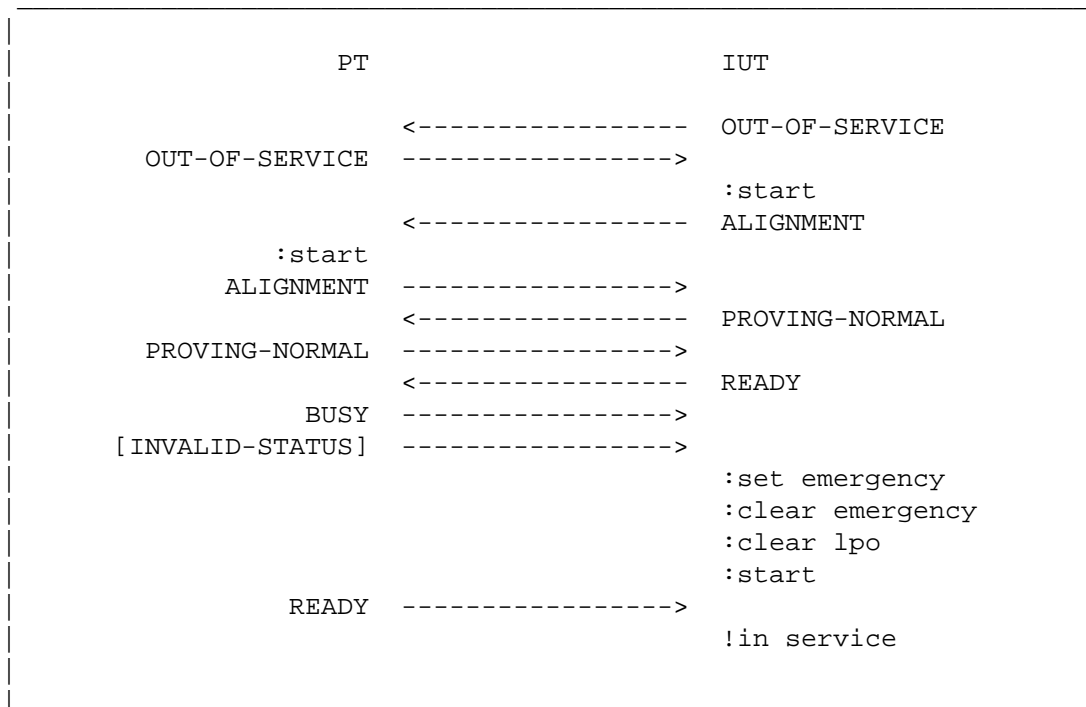 PT IUT
<----------------- OUT-OF-SERVICE
OUT-OF-SERVICE ----------------->
:start
<----------------- ALIGNMENT
:start
ALIGNMENT ----------------->
<----------------- PROVING-NORMAL
PROVING-NORMAL ----------------->
<----------------- READY
BUSY ----------------->
[INVALID-STATUS] ----------------->
:set emergency
:clear emergency
:clear lpo
:start
READY ----------------->
!in service